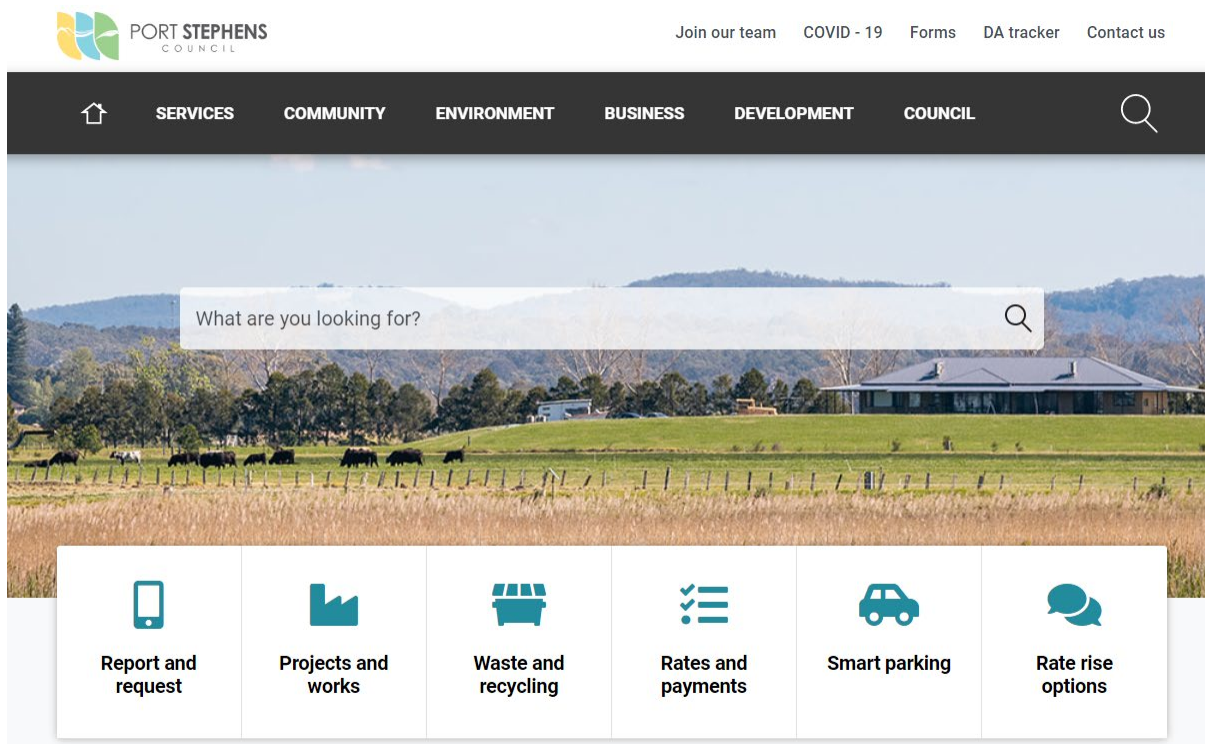 PORT STEPHENS
COUNCIL
Join our team COVID - 19 Forms DA tracker Contact us
SERVICES COMMUNITY ENVIRONMENT BUSINESS DEVELOPMENT COUNCIL
What are you looking for?
Report and
request
Projects and
works
Waste and
recycling
Rates and
payments
Smart parking
Rate rise
options